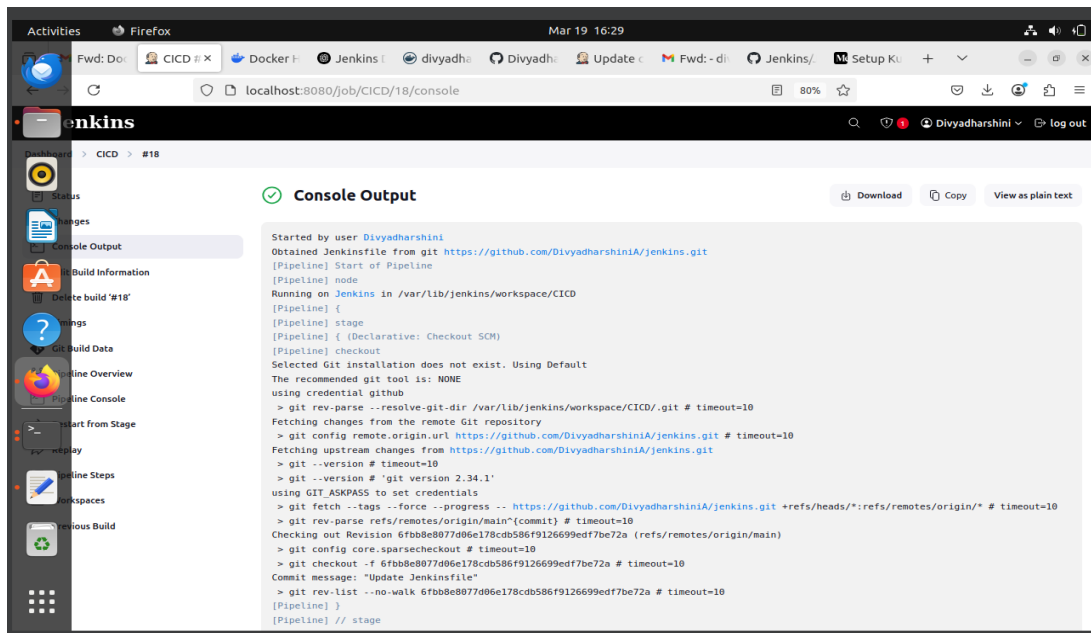 Activities Firefox Mar 19 16:29
Fwd: Doc CICD # Docker H Jenkins divyadha Divyadha Update c Fwd: - di Jenkins/. Setup Ku
localhost:8080/job/CICD/18/console 80%
enkins Divyadharshini log out
1
Dashboard > CICD > #18
Status
Changes
Console Output
it Build Information
Delete build '#18'
mings
Git Build Data
peline Overview
Pipeline Console
estart from Stage
Replay
ipeline Steps
orkspaces
revious Build
Console Output
Download Copy View as plain text
Started by user Divyadharshini
Obtained Jenkinsfile from git https://github.com/DivyadharshiniA/jenkins.git
[Pipeline] Start of Pipeline
[Pipeline] node
Running on Jenkins in /var/lib/jenkins/workspace/CICD
[Pipeline] {
[Pipeline] stage
[Pipeline] { (Declarative: Checkout SCM)
[Pipeline] checkout
Selected Git installation does not exist. Using Default
The recommended git tool is: NONE
using credential github
> git rev-parse --resolve-git-dir /var/lib/jenkins/workspace/CICD/.git # timeout=10
Fetching changes from the remote Git repository
> git config remote.origin.url https://github.com/DivyadharshiniA/jenkins.git # timeout=10
Fetching upstream changes from https://github.com/DivyadharshiniA/jenkins.git
> git --version # timeout=10
> git --version # 'git version 2.34.1'
using GIT_ASKPASS to set credentials
> git fetch --tags --force --progress -- https://github.com/DivyadharshiniA/jenkins.git +refs/heads/*:refs/remotes/origin/* # timeout=10
> git rev-parse refs/remotes/origin/main^{commit} # timeout=10
Checking out Revision 6fbb8e8077d06e178cdb586f9126699edf7be72a (refs/remotes/origin/main)
> git config core.sparsecheckout # timeout=10
> git checkout -f 6fbb8e8077d06e178cdb586f9126699edf7be72a # timeout=10
Commit message: "Update Jenkinsfile"
> git rev-list --no-walk 6fbb8e8077d06e178cdb586f9126699edf7be72a # timeout=10
[Pipeline] }
[Pipeline] // stage